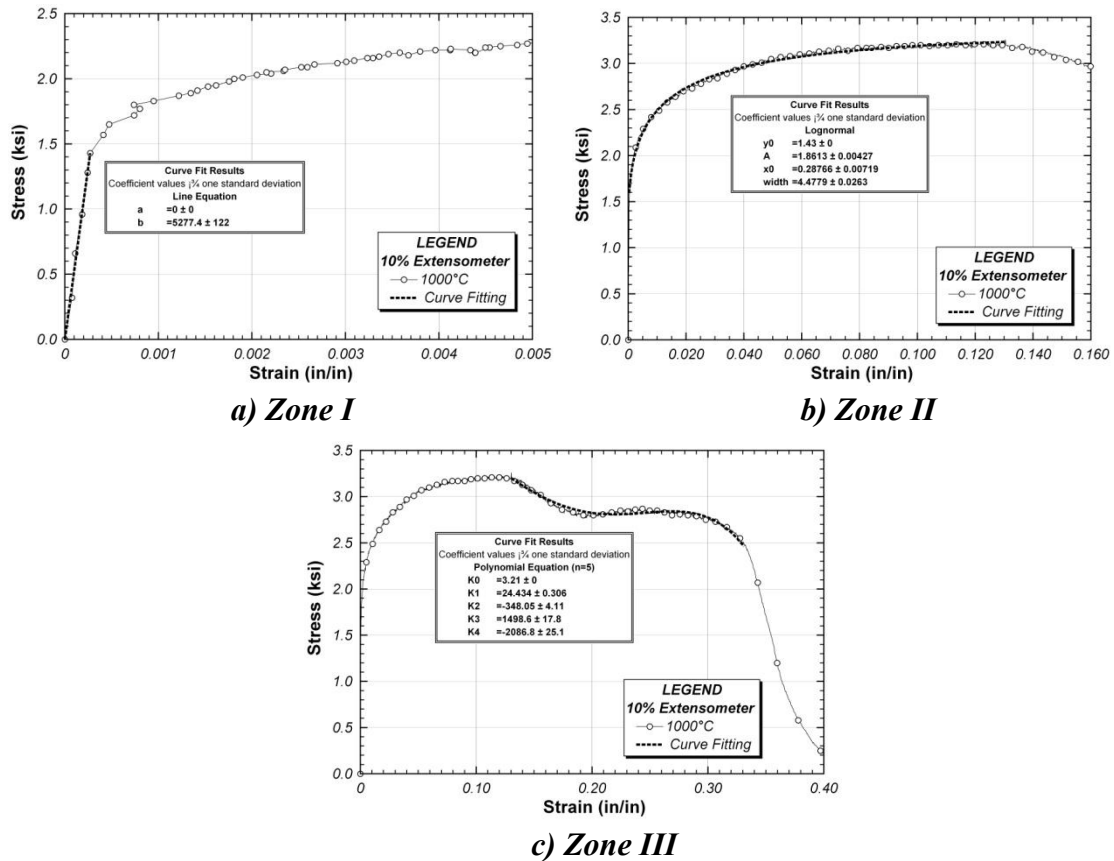 3.0
2.5
2.0
1.5
1.0
0.5
0.0
Stress (ksi)
0
0.001
0.002
0.003
0.004
0.005
Strain (in/in)
Curve Fit Results
Coefficient values ¡¾ one standard deviation
Line Equation
a =0 ± 0
b =5277.4 ± 122
LEGEND
10% Extensometer
1000°C
Curve Fitting
a) Zone I
3.5
3.0
2.5
2.0
1.5
1.0
0.5
0.0
Stress (ksi)
0
0.020
0.040
0.060
0.080
0.100
0.120
0.140
0.160
Strain (in/in)
Curve Fit Results
Coefficient values ¡¾ one standard deviation
Lognormal
y0 =1.43 ± 0
A =1.8613 ± 0.00427
x0 =0.28766 ± 0.00719
width =4.4779 ± 0.0263
LEGEND
10% Extensometer
1000°C
Curve Fitting
b) Zone II
3.5
3.0
2.5
2.0
1.5
1.0
0.5
0.0
Stress (ksi)
0
0.10
0.20
0.30
0.40
Strain (in/in)
Curve Fit Results
Coefficient values ¡¾ one standard deviation
Polynomial Equation (n=5)
K0 =3.21 ± 0
K1 =24.434 ± 0.306
K2 =-348.05 ± 4.11
K3 =1498.6 ± 17.8
K4 =-2086.8 ± 25.1
LEGEND
10% Extensometer
1000°C
Curve Fitting
c) Zone III